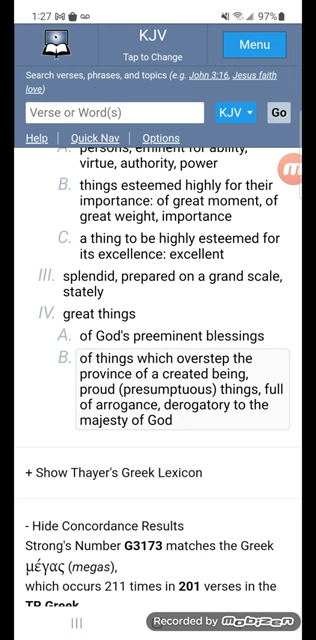 1:27
97%
KJV
Tap to Change
Menu
Search verses, phrases, and topics (e.g. John 3:16, Jesus faith
love)
Verse or Word(s)
KJV
Go
Help | Quick Nav | Options
A. persons, eminent for ability,
virtue, authority, power
B. things esteemed highly for their
importance: of great moment, of
great weight, importance
C. a thing to be highly esteemed for
its excellence: excellent
III. splendid, prepared on a grand scale,
stately
IV. great things
A. of God's preeminent blessings
B. of things which overstep the
province of a created being,
proud (presumptuous) things, full
of arrogance, derogatory to the
majesty of God
+ Show Thayer's Greek Lexicon
- Hide Concordance Results
Strong's Number G3173 matches the Greek
μέγας (megas),
which occurs 211 times in 201 verses in the
TR Greek
Recorded by mobizen